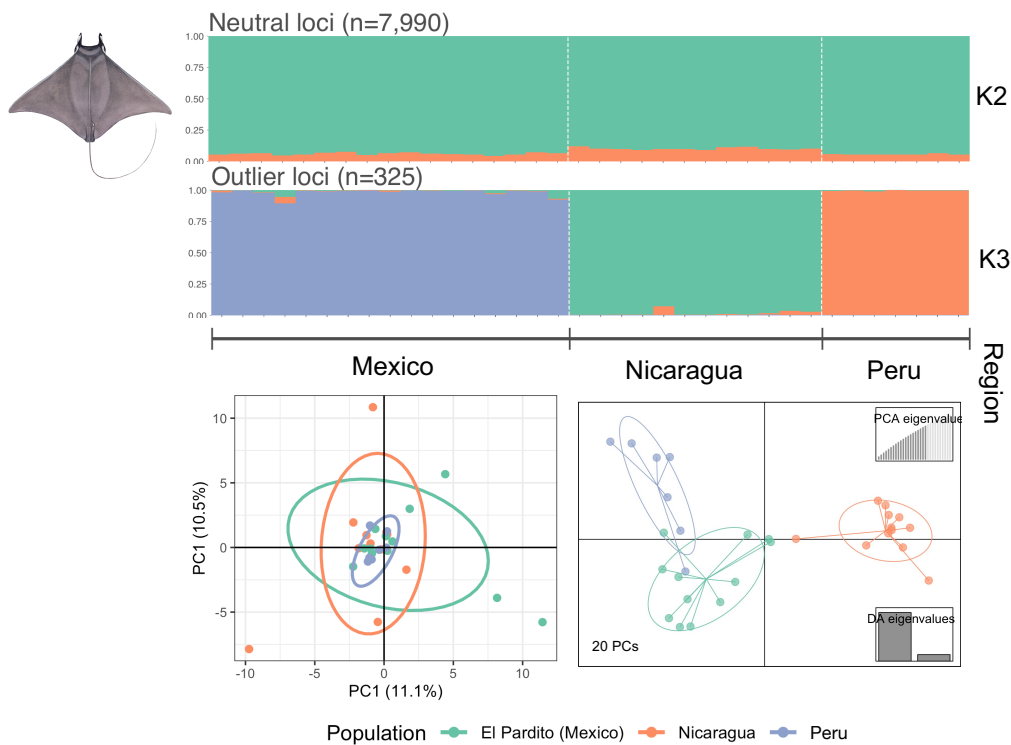 Neutral loci (n=7,990)
1.00
0.75
0.50
0.25
0.00
K2
Outlier loci (n=325)
1.00
0.75
0.50
0.25
0.00
K3
Mexico
Nicaragua
Peru
Region
10
5
0
-5
-10
-5
0
5
10
PC1 (10.5%)
PC1 (11.1%)
PCA eigenvalue
DA eigenvalues
20 PCs
Population
El Pardito (Mexico)
Nicaragua
Peru